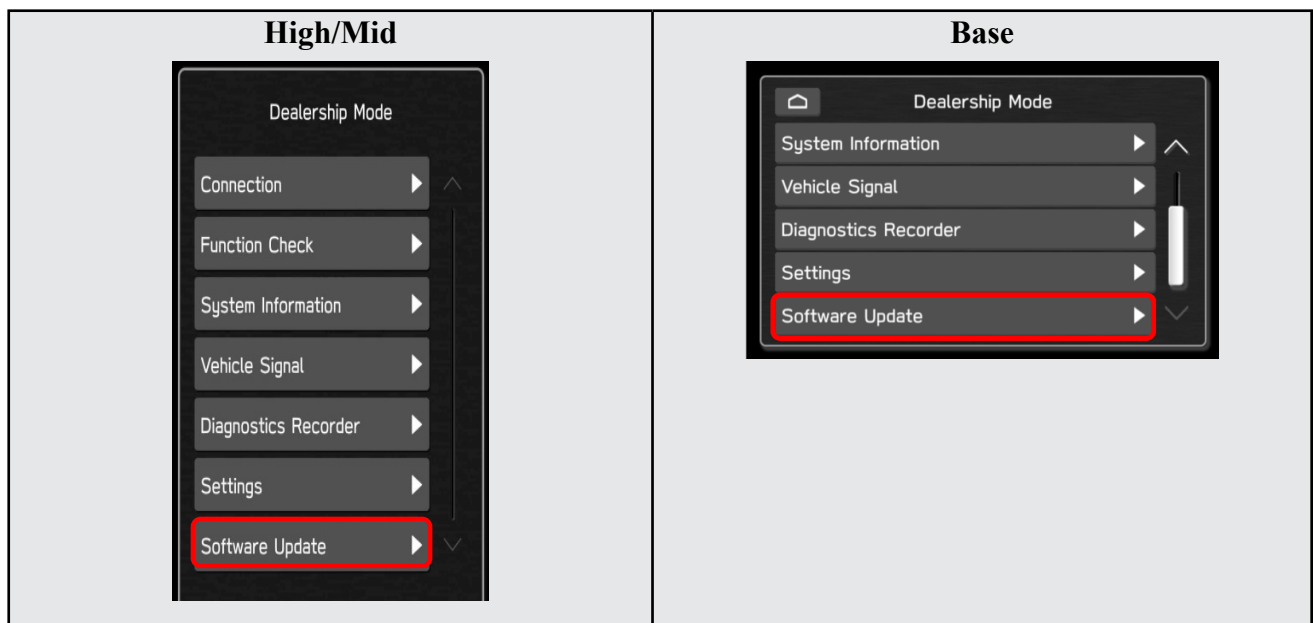 High/Mid
Dealership Mode
Connection
Function Check
System Information
Vehicle Signal
Diagnostics Recorder
Settings
Software Update
Base
Dealership Mode
System Information
Vehicle Signal
Diagnostics Recorder
Settings
Software Update